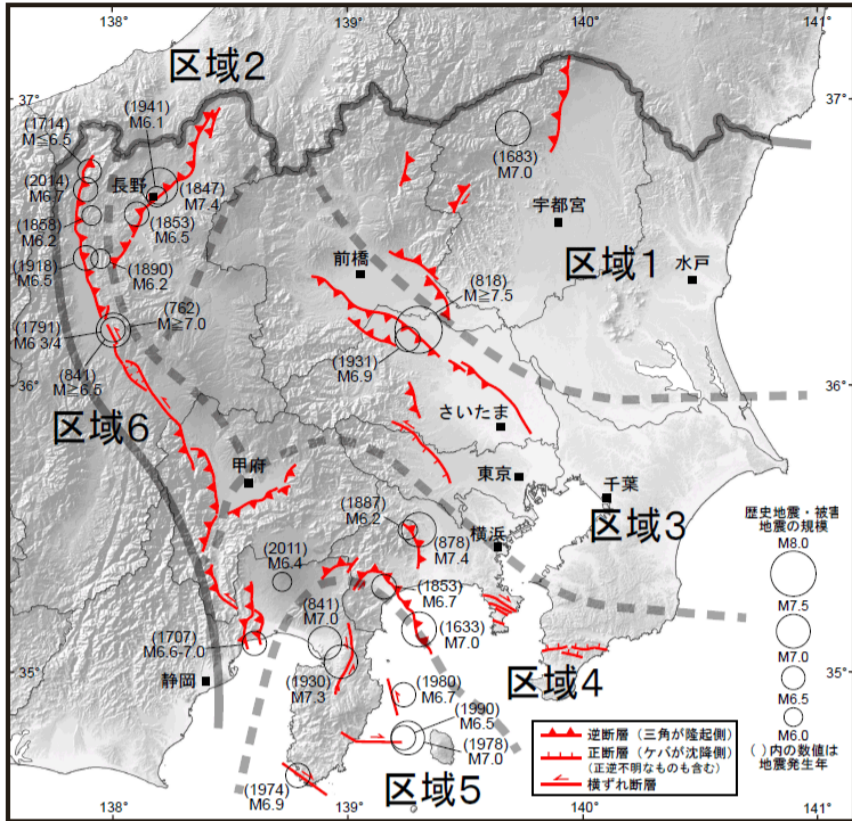 138°
139°
140°
141°
区域2
37°
37°
(1941)
M6.1
(1714)
M≦6.5
(2014)
M6.7
長野
(1847)
M7.4
(1683)
M7.0
(1858)
M6.2
(1853)
M6.5
宇都宮
(1918)
M6.5
(1890)
M6.2
前橋
区域1
水戸
(818)
M≧7.5
(762)
M≧7.0
(1791)
M6 3/4
(841)
M≧6.5
(1931)
M6.9
36°
36°
区域6
さいたま
甲府
東京
千葉
(1887)
M6.2
横浜
(878)
M7.4
区域3
歴史地震・被害
地震の規模
M8.0
M7.5
M7.0
M6.5
M6.0
( )内の数値は
地震発生年
(2011)
M6.4
(1853)
M6.7
(841)
M7.0
(1633)
M7.0
(1707)
M6.6-7.0
35°
35°
静岡
(1930)
M7.3
(1980)
M6.7
区域4
(1990)
M6.5
(1978)
M7.0
(1974)
M6.9
区域5
逆断層 (三角が隆起側)
正断層 (ケバが沈降側)
(正逆不明なものも含む)
横ずれ断層
138°
139°
140°
141°